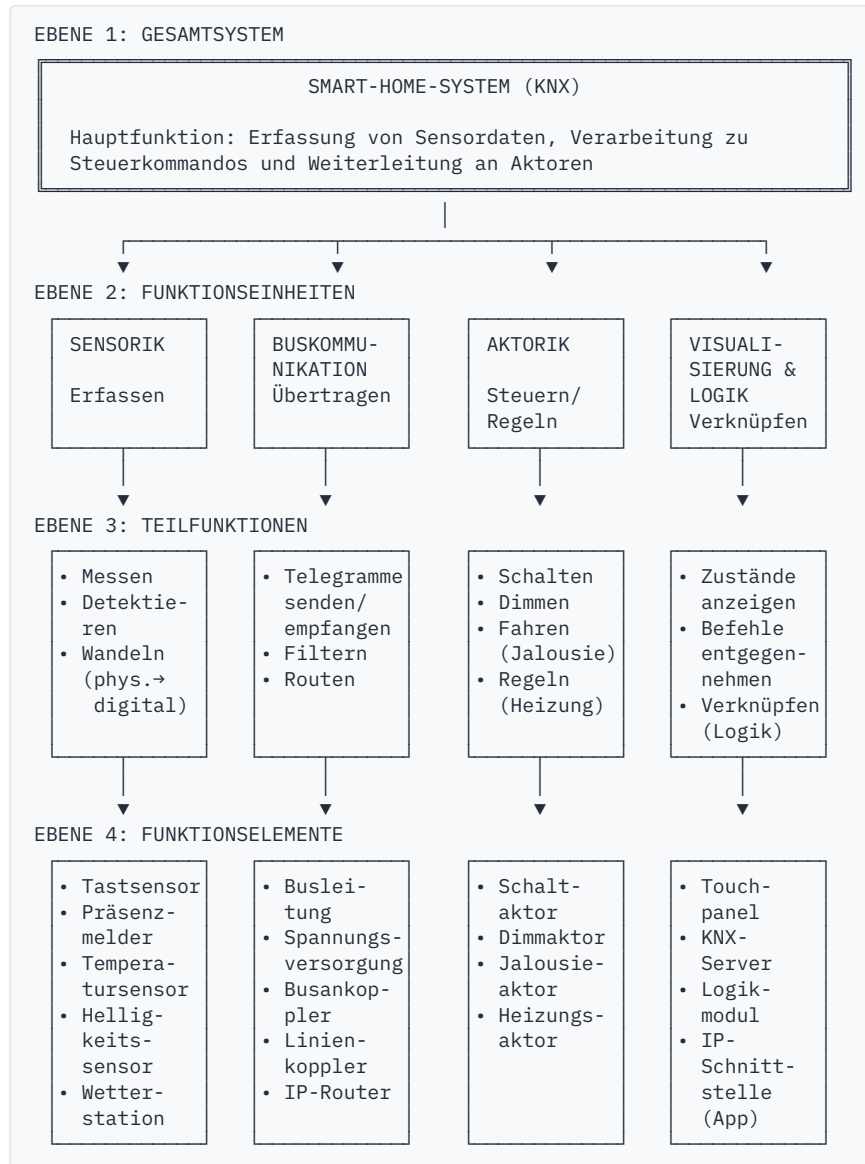 EBENE 1: GESAMTSYSTEM
SMART-HOME-SYSTEM (KNX)
Hauptfunktion: Erfassung von Sensordaten, Verarbeitung zu
Steuerkommandos und Weiterleitung an Aktoren
EBENE 2: FUNKTIONSEINHEITEN
SENSORIK
Erfassen
BUSKOMMU-
NIKATION
Übertragen
AKTORIK
Steuern/
Regeln
VISUALI-
SIERUNG &
LOGIK
Verknüpfen
EBENE 3: TEILFUNKTIONEN
• Messen
• Detektie-
ren
• Wandeln
(phys.→
digital)
• Telegramme
senden/
empfangen
• Filtern
• Routen
• Schalten
• Dimmen
• Fahren
(Jalousie)
• Regeln
(Heizung)
• Zustände
anzeigen
• Befehle
entgegen-
nehmen
• Verknüpfen
(Logik)
EBENE 4: FUNKTIONSELEMENTE
• Tastsensor
• Präsenz-
melder
• Tempera-
tursensor
• Hellig-
keits-
sensor
• Wetter-
station
• Buslei-
tung
• Spannungs-
versorgung
• Busankop-
pler
• Linien-
koppler
• IP-Router
• Schalt-
aktor
• Dimmaktor
• Jalousie-
aktor
• Heizungs-
aktor
• Touch-
panel
• KNX-
Server
• Logik-
modul
• IP-
Schnitt-
stelle
(App)